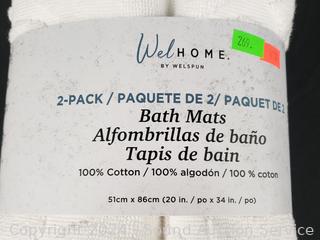 269.
WelHOME.
BY WELSPUN
2-PACK / PAQUETE DE 2/ PAQUET DE 2
Bath Mats
Alfombrillas de baño
Tapis de bain
100% Cotton / 100% algodón / 100 % coton
51cm x 86cm (20 in. / po x 34 in. / po)